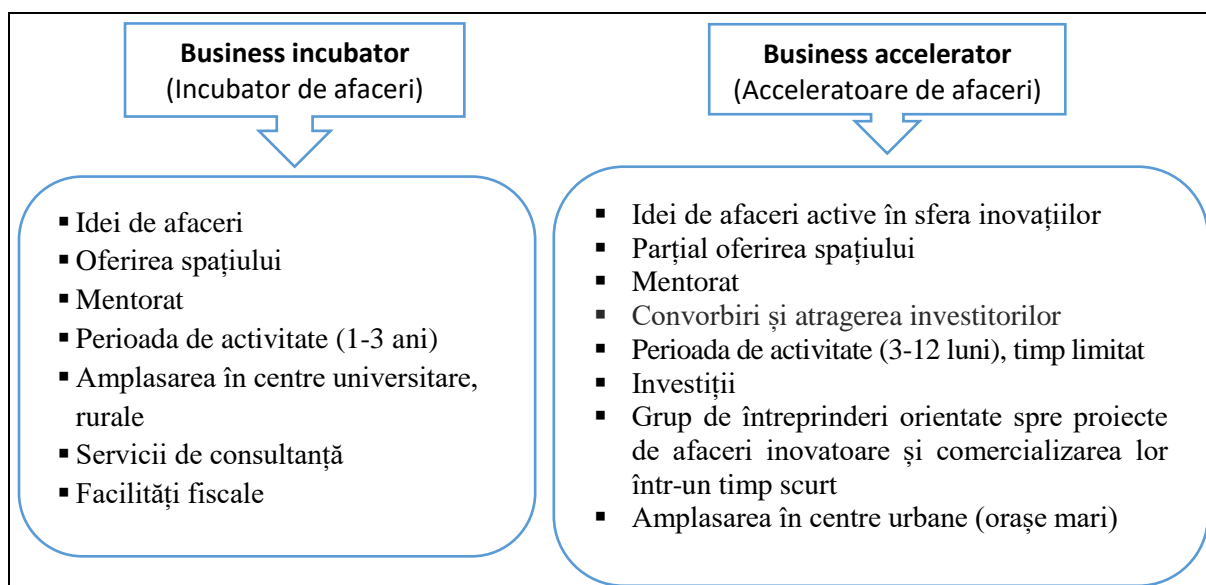 Business incubator
(Incubator de afaceri)
▪ Idei de afaceri
▪ Oferirea spațiului
▪ Mentorat
▪ Perioada de activitate (1-3 ani)
▪ Amplasarea în centre universitare,
rurale
▪ Servicii de consultanță
▪ Facilități fiscale
Business accelerator
(Acceleratoare de afaceri)
▪ Idei de afaceri active în sfera inovațiilor
▪ Parțial oferirea spațiului
▪ Mentorat
▪ Convorbiri și atragerea investitorilor
▪ Perioada de activitate (3-12 luni), timp limitat
▪ Investiții
▪ Grup de întreprinderi orientate spre proiecte
de afaceri inovatoare și comercializarea lor
într-un timp scurt
▪ Amplasarea în centre urbane (orașe mari)